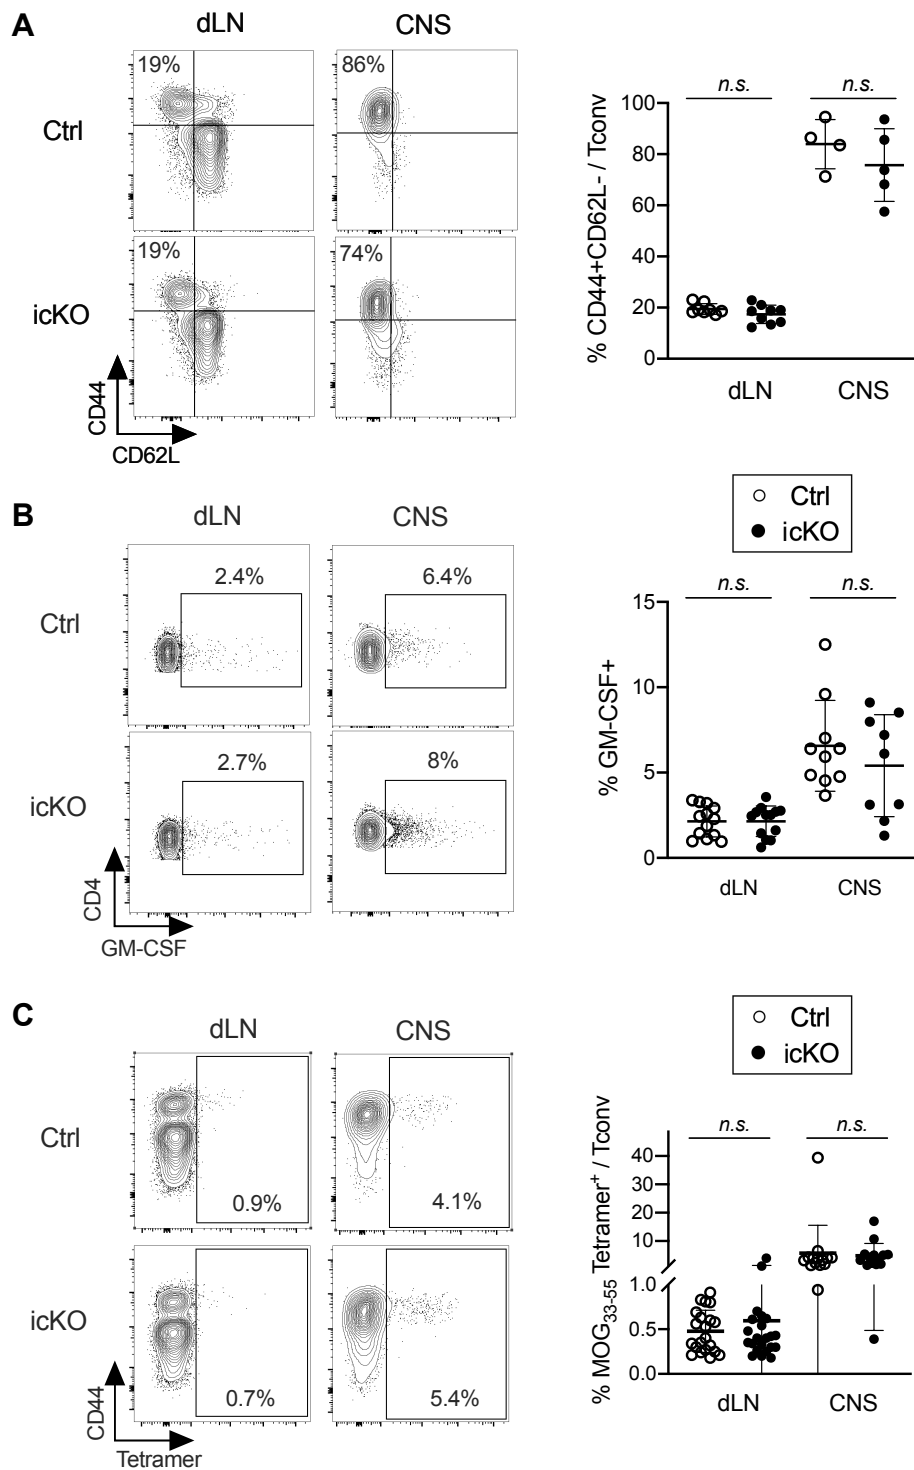 A
dLN
CNS
19%
86%
Ctrl
19%
74%
icKO
CD44
CD62L
n.s.
n.s.
100
80
60
40
20
0
% CD44+CD62L- / Tconv
dLN
CNS
B
dLN
CNS
2.4%
6.4%
Ctrl
2.7%
8%
icKO
CD4
GM-CSF
Ctrl
icKO
n.s.
n.s.
15
10
5
0
% GM-CSF+
dLN
CNS
C
dLN
CNS
Ctrl
0.9%
4.1%
icKO
0.7%
5.4%
CD44
Tetramer
Ctrl
icKO
n.s.
n.s.
40
30
20
10
1.0
0.5
0.0
% MOG33-55 Tetramer+ / Tconv
dLN
CNS